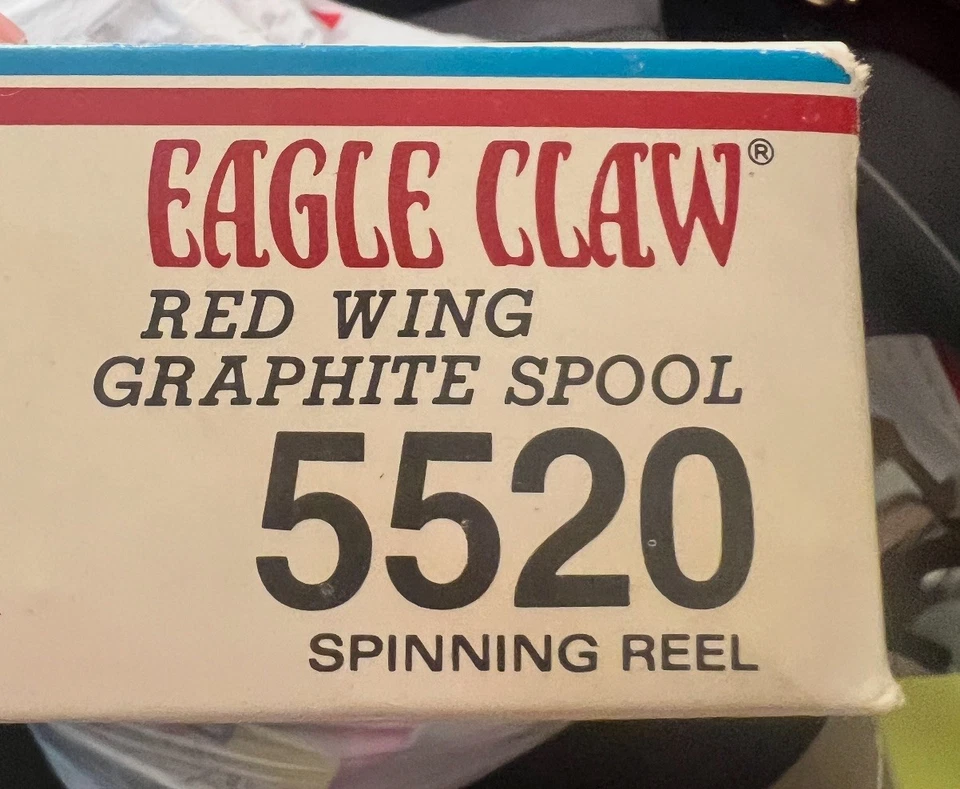 EAGLE CLAW®
RED WING
GRAPHITE SPOOL
5520
SPINNING REEL